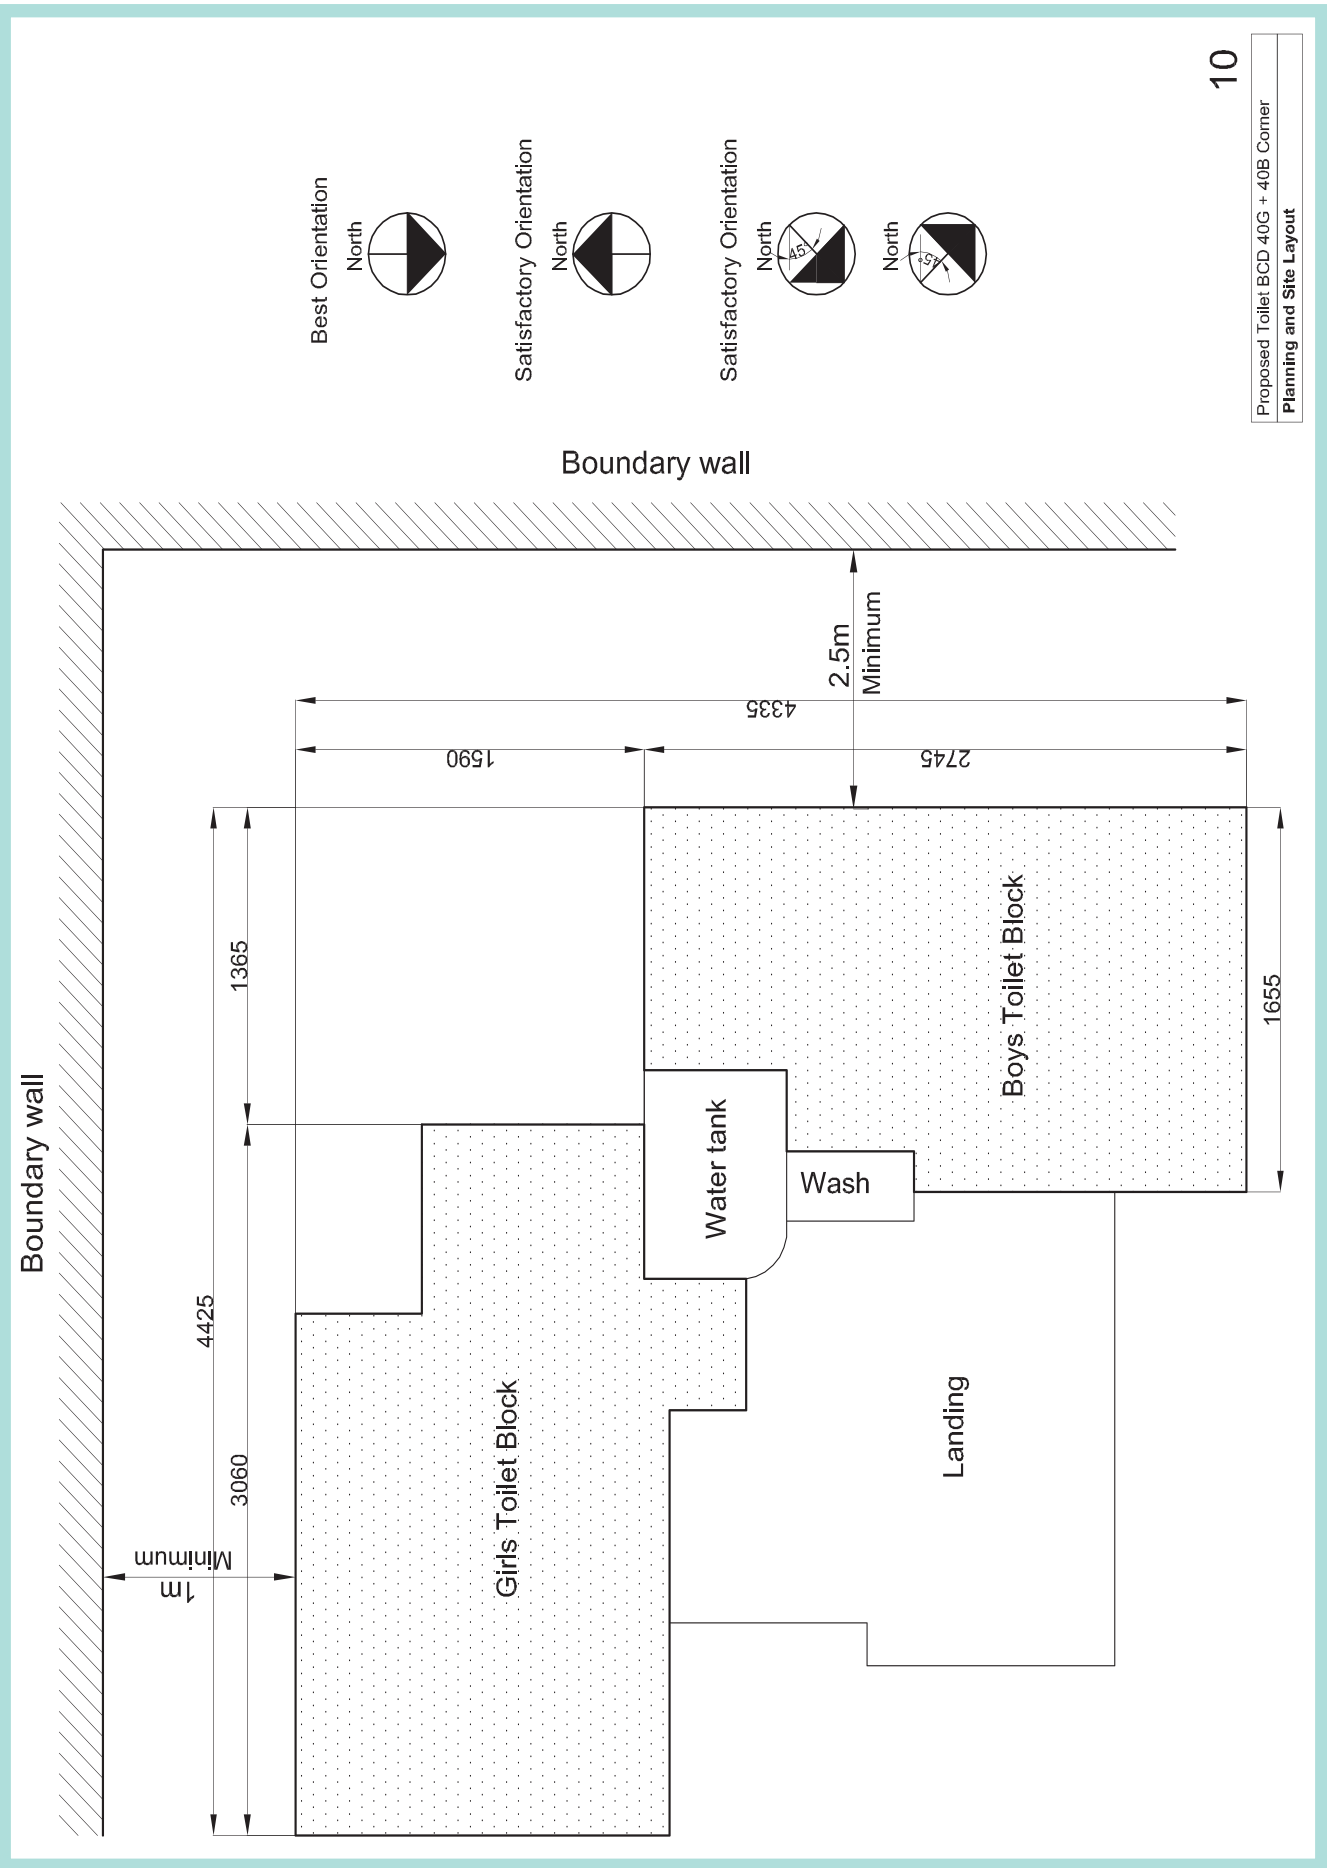 Boundary wall
Boundary wall
4425
3060
1365
1m
Minimum
1590
2745
4335
2.5m
Minimum
1655
Girls Toilet Block
Water tank
Wash
Boys Toilet Block
Landing
Best Orientation
North
Satisfactory Orientation
North
Satisfactory Orientation
North
45°
North
45°
10
Proposed Toilet BCD 40G + 40B Corner
Planning and Site Layout